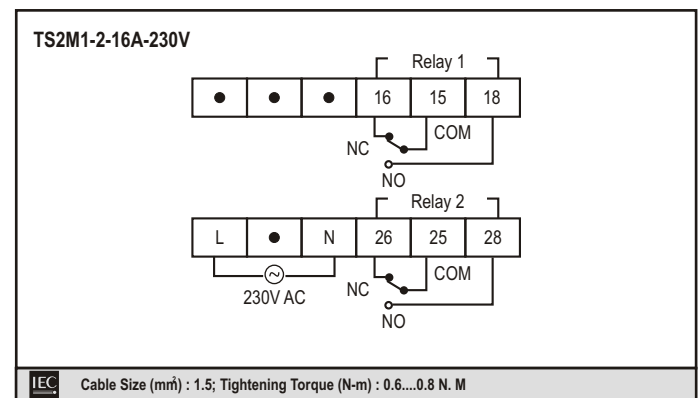 TS2M1-2-16A-230V
Relay 1
● ● ● 16 15 18
NC COM
NO
Relay 2
L ● N 26 25 28
230V AC NC COM
NO
IEC Cable Size (mm²) : 1.5; Tightening Torque (N-m) : 0.6....0.8 N. M